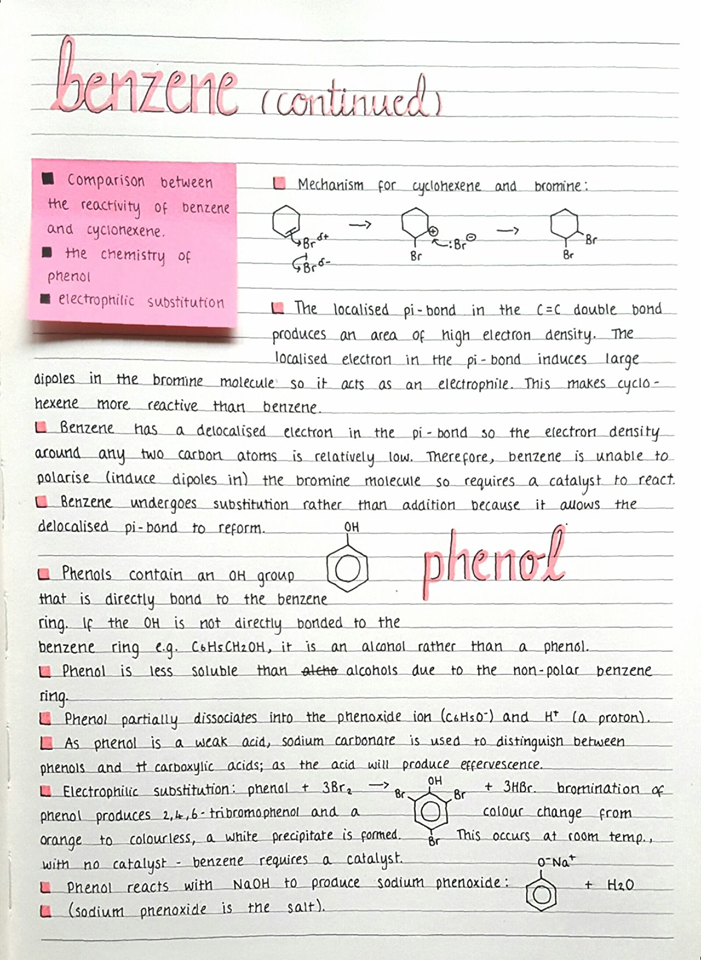 benzene (continued)
■ Comparison between
the reactivity of benzene
and cyclohexene.
■ the chemistry of
phenol
■ electrophilic substitution
Mechanism for cyclohexene and bromine:
Br δ+
Br δ-
→
⊕
Br
:Br ⊖
→
Br
Br
The localised pi-bond in the C=C double bond
produces an area of high electron density. The
localised electron in the pi-bond induces large
dipoles in the bromine molecule so it acts as an electrophile. This makes cyclo-
hexene more reactive than benzene.
Benzene has a delocalised electron in the pi-bond so the electron density
around any two carbon atoms is relatively low. Therefore, benzene is unable to
polarise (induce dipoles in) the bromine molecule so requires a catalyst to react.
Benzene undergoes substitution rather than addition because it allows the
delocalised pi-bond to reform.
OH
phenol
Phenols contain an OH group
that is directly bond to the benzene
ring. If the OH is not directly bonded to the
benzene ring e.g. C6H5CH2OH, it is an alcohol rather than a phenol.
Phenol is less soluble than alcho alcohols due to the non-polar benzene
ring.
Phenol partially dissociates into the phenoxide ion (C6H5O⁻) and H⁺ (a proton).
As phenol is a weak acid, sodium carbonate is used to distinguish between
phenols and carboxylic acids; as the acid will produce effervescence.
Electrophilic substitution: phenol + 3Br₂ → OH Br Br Br + 3HBr. bromination of
phenol produces 2,4,6-tribromophenol and a colour change from
orange to colourless, a white precipitate is formed. This occurs at room temp.,
with no catalyst - benzene requires a catalyst.
Phenol reacts with NaOH to produce sodium phenoxide: O⁻Na⁺ + H2O
(sodium phenoxide is the salt).